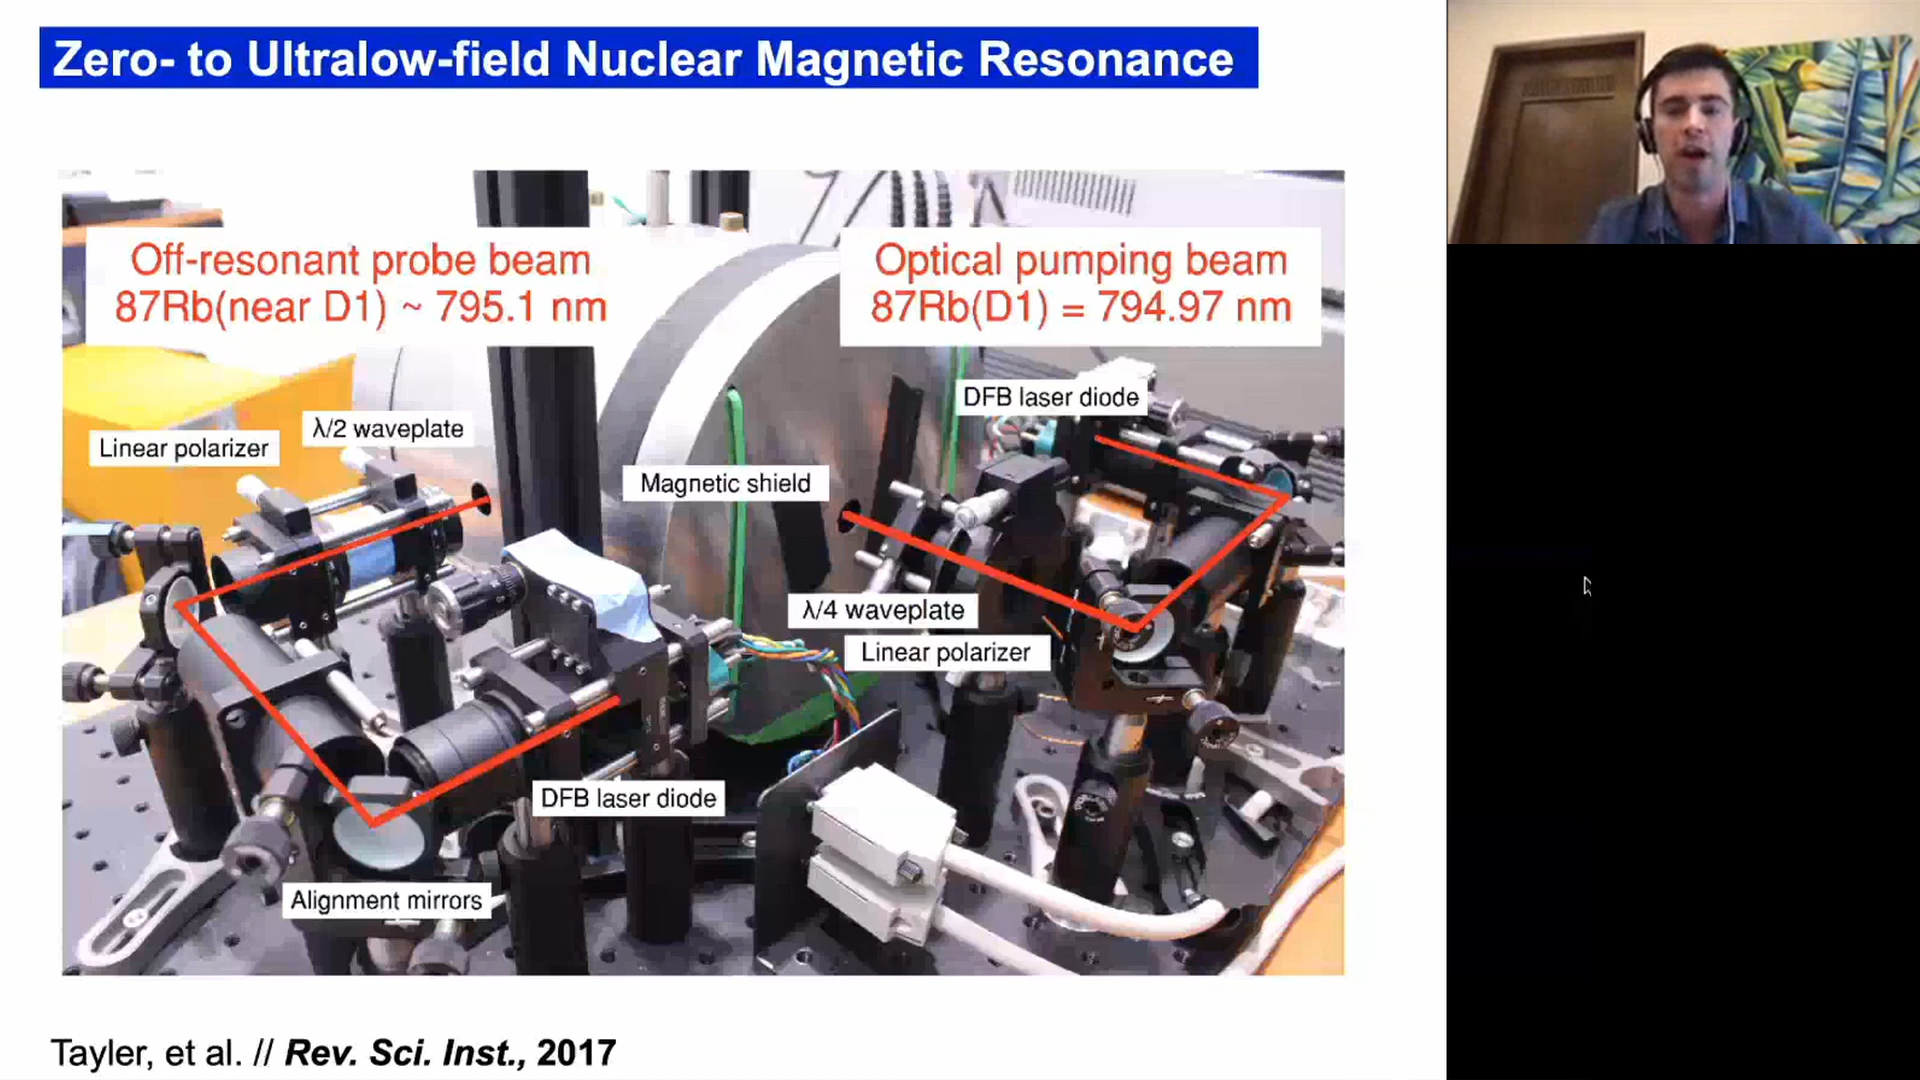 Zero- to Ultralow-field Nuclear Magnetic Resonance
Off-resonant probe beam
87Rb(near D1) ~ 795.1 nm
Optical pumping beam
87Rb(D1) = 794.97 nm
DFB laser diode
λ/2 waveplate
Linear polarizer
Magnetic shield
λ/4 waveplate
Linear polarizer
DFB laser diode
Alignment mirrors
Tayler, et al. // Rev. Sci. Inst., 2017